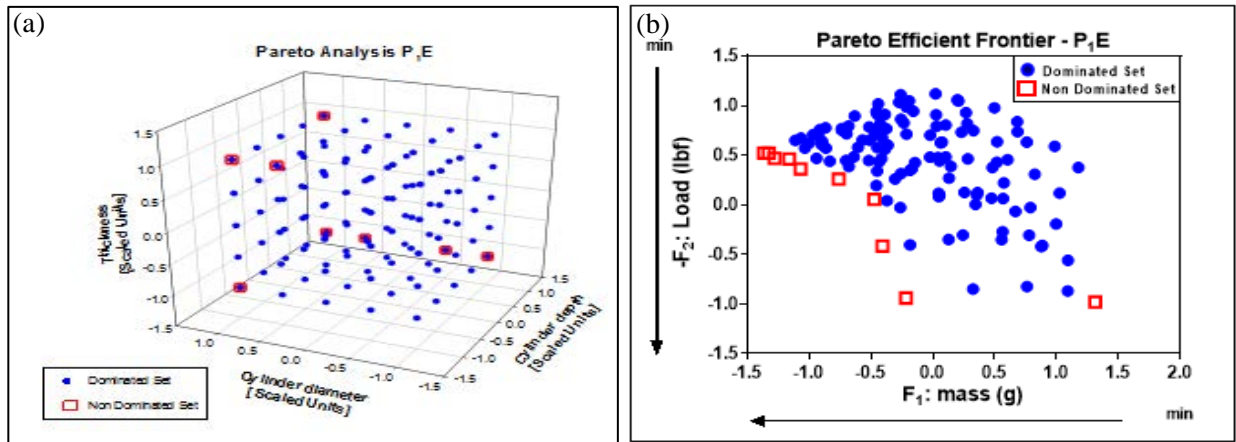 (a)
Pareto Analysis P₁E
1.5
1.0
0.5
0.0
-0.5
-1.0
-1.5
Thickness
[Scaled Units]
1.5
1.0
0.5
0.0
-0.5
-1.0
-1.5
Cylinder diameter
[Scaled Units]
1.5
1.0
0.5
0.0
-0.5
-1.0
-1.5
Cylinder depth
[Scaled Units]
Dominated Set
Non Dominated Set
(b)
min
Pareto Efficient Frontier - P₁E
Dominated Set
Non Dominated Set
1.5
1.0
0.5
0.0
-0.5
-1.0
-1.5
-F₂: Load (lbf)
-1.5 -1.0 -0.5 0.0 0.5 1.0 1.5 2.0
F₁: mass (g)
min